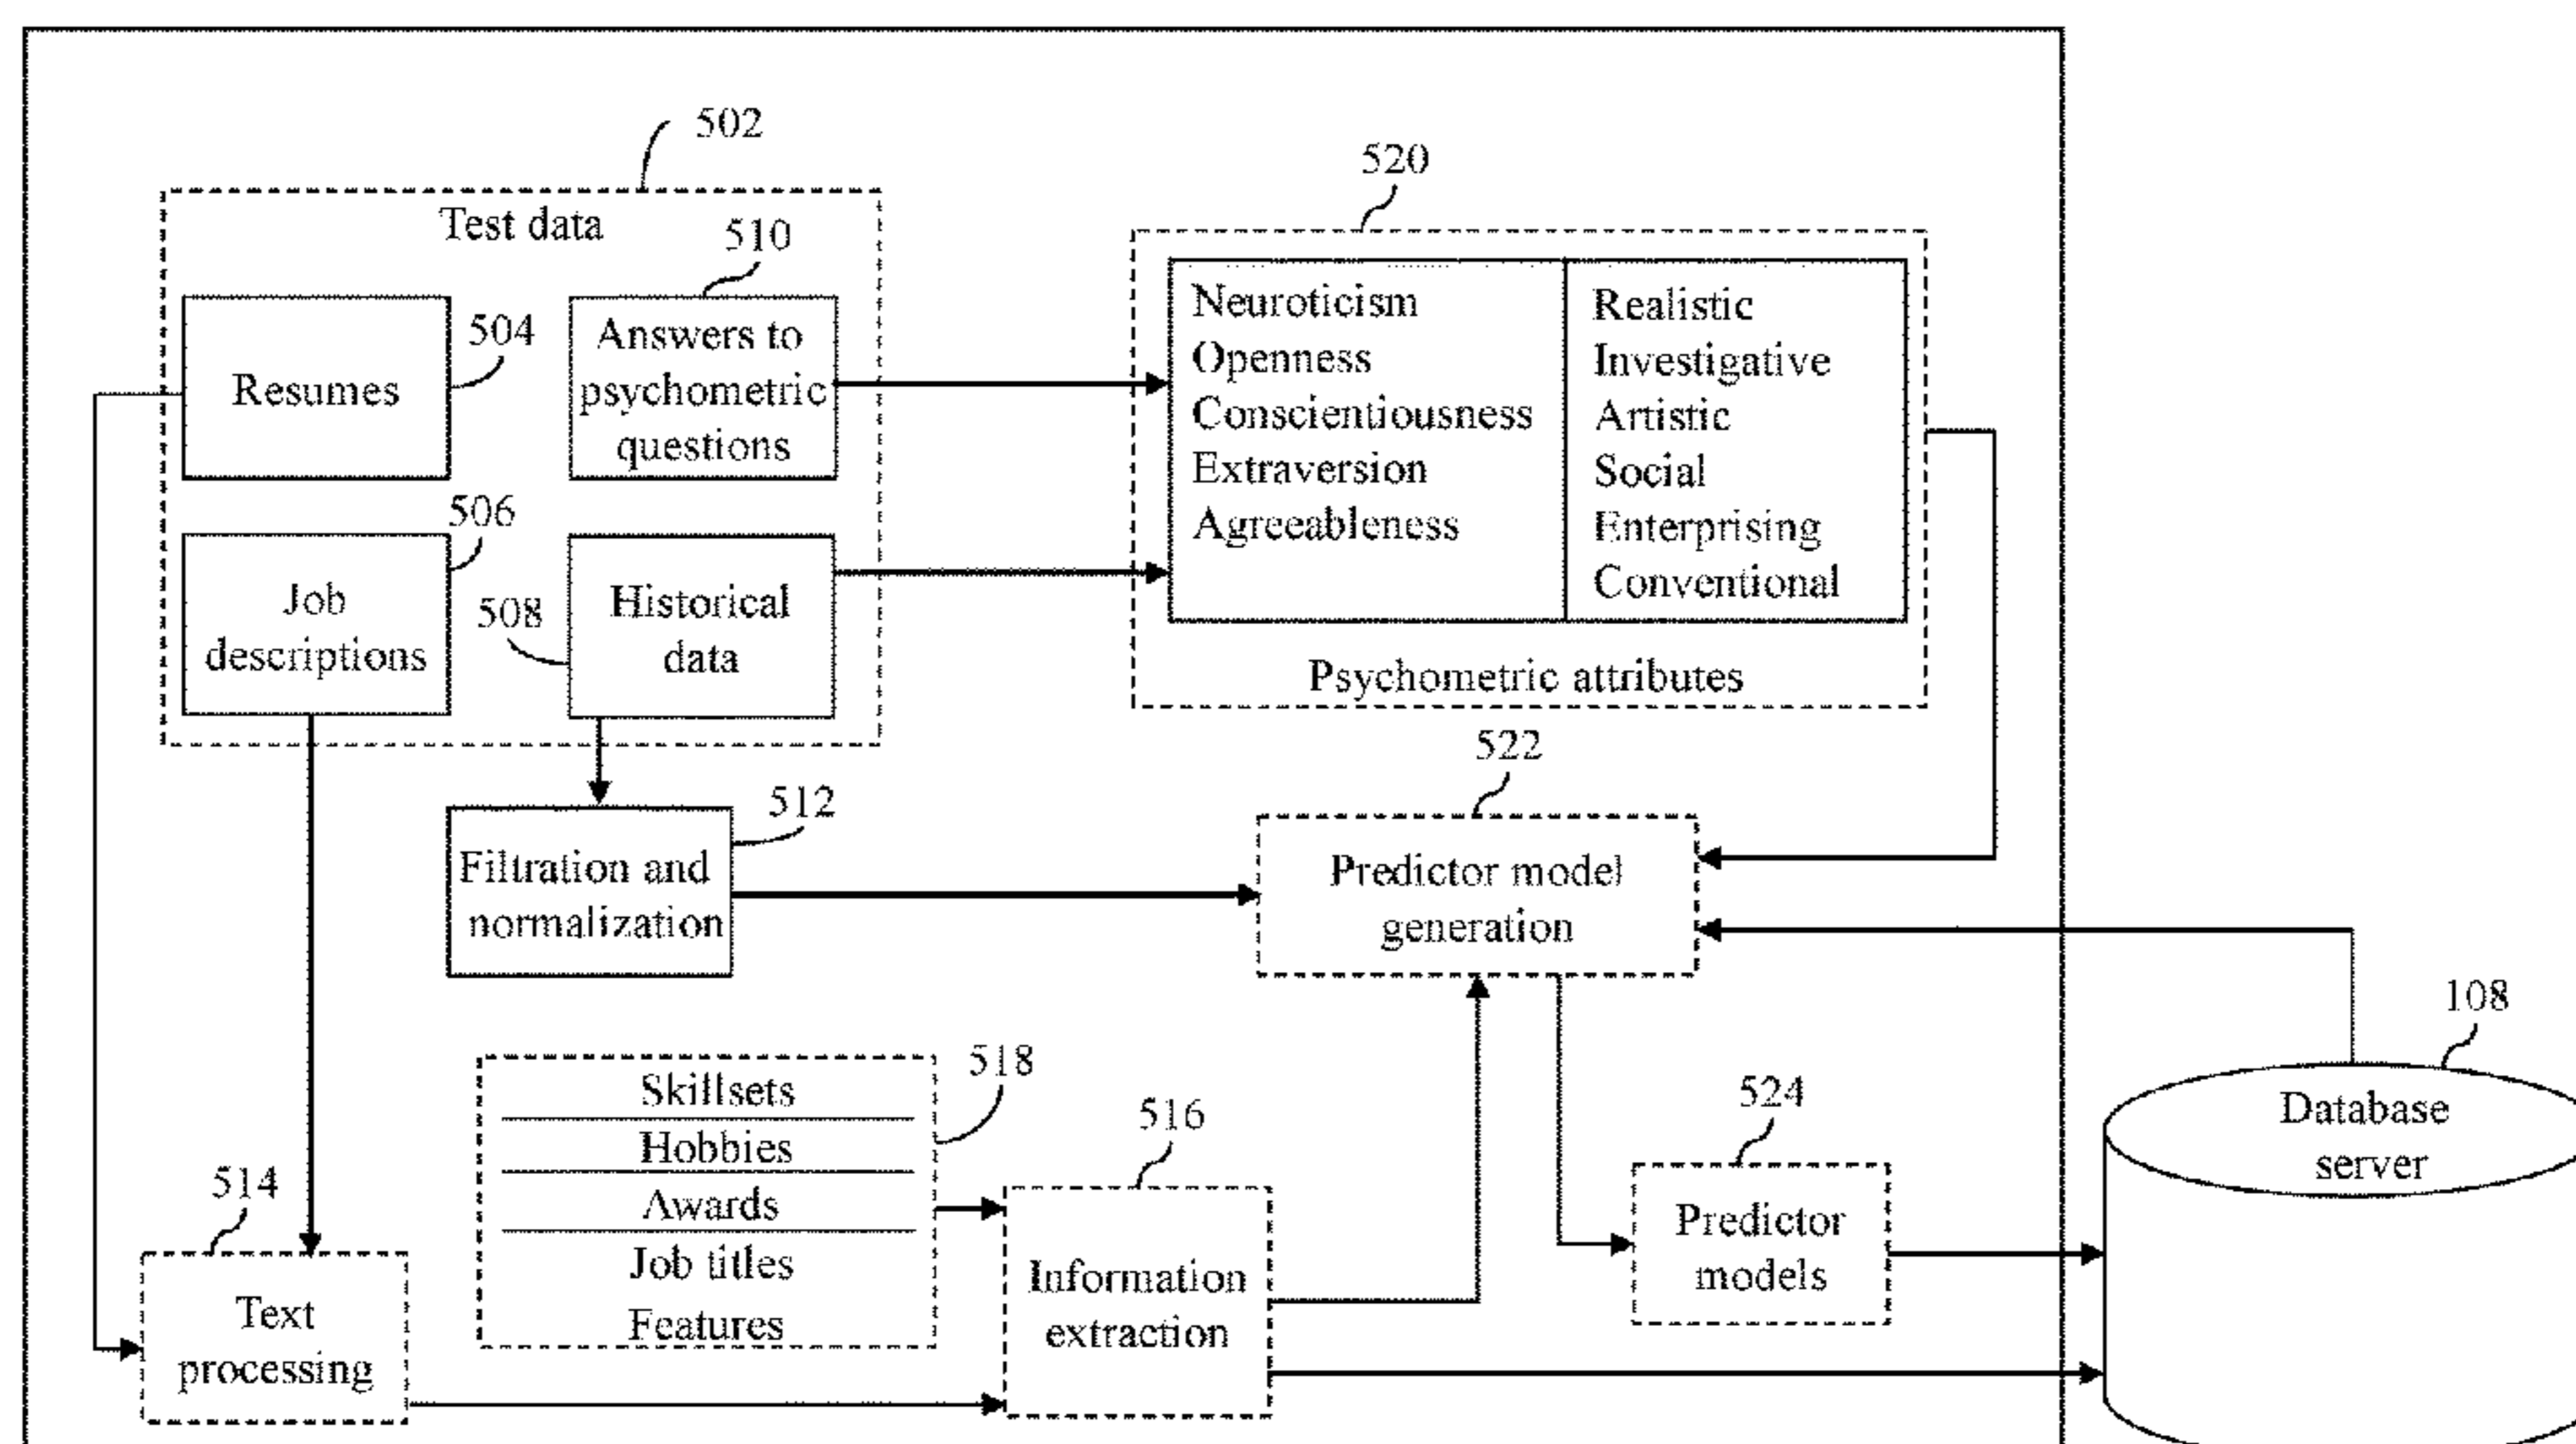 502
520
Test data
510
504
Resumes
Answers to
psychometric
questions
Neuroticism
Openness
Conscientiousness
Extraversion
Agreeableness
Realistic
Investigative
Artistic
Social
Enterprising
Conventional
Psychometric attributes
506
Job
descriptions
508
Historical
data
522
512
Filtration and
normalization
Predictor model
generation
108
Database
server
518
Skillsets
Hobbies
Awards
Job titles
Features
516
Information
extraction
524
Predictor
models
514
Text
processing